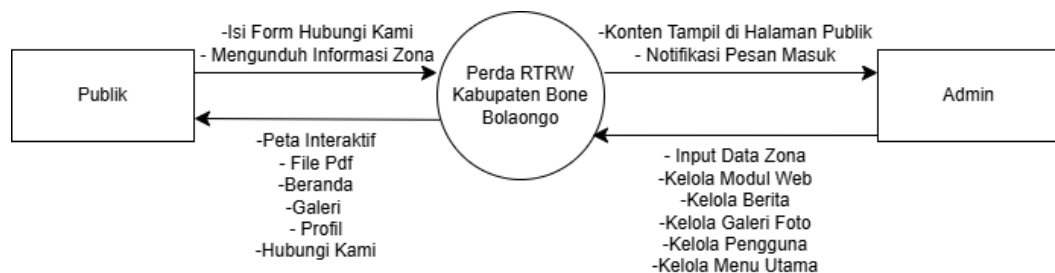 Publik
-Isi Form Hubungi Kami
- Mengunduh Informasi Zona
-Peta Interaktif
- File Pdf
-Beranda
-Galeri
- Profil
-Hubungi Kami
Perda RTRW
Kabupaten Bone
Bolaongo
-Konten Tampil di Halaman Publik
- Notifikasi Pesan Masuk
- Input Data Zona
-Kelola Modul Web
-Kelola Berita
-Kelola Galeri Foto
-Kelola Pengguna
-Kelola Menu Utama
Admin